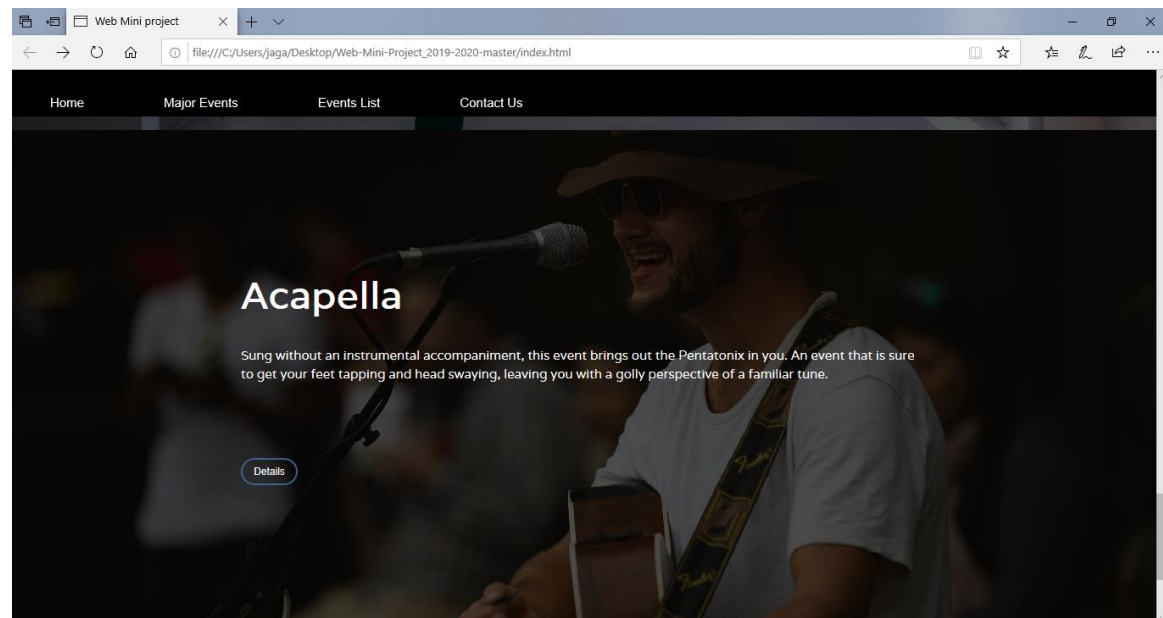 Web Mini project
file:///C:/Users/jaga/Desktop/Web-Mini-Project_2019-2020-master/index.html
Home Major Events Events List Contact Us
Acapella
Sung without an instrumental accompaniment, this event brings out the Pentatonix in you. An event that is sure
to get your feet tapping and head swaying, leaving you with a golly perspective of a familiar tune.
Details
Fender
Fender